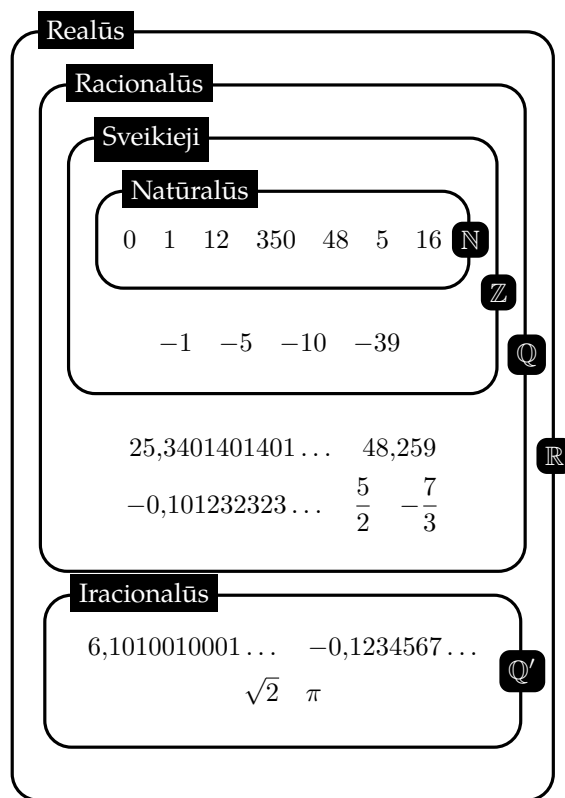 Realūs
Racionalūs
Sveikieji
Natūralūs
0 1 12 350 48 5 16 ℕ
ℤ
−1 −5 −10 −39
ℚ
25,3401401401… 48,259
ℝ
−0,101232323… 5/2 −7/3
Iracionalūs
6,1010010001… −0,1234567…
ℚ′
√2 π